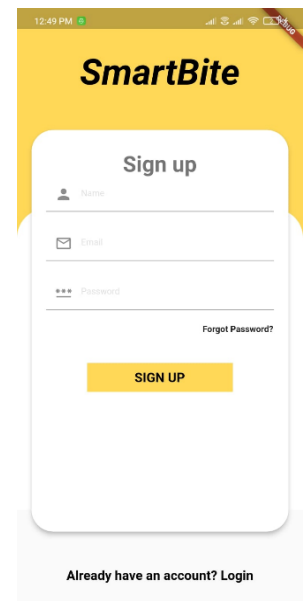 12:49 PM
SmartBite
Sign up
Name
Email
Password
Forgot Password?
SIGN UP
Already have an account? Login